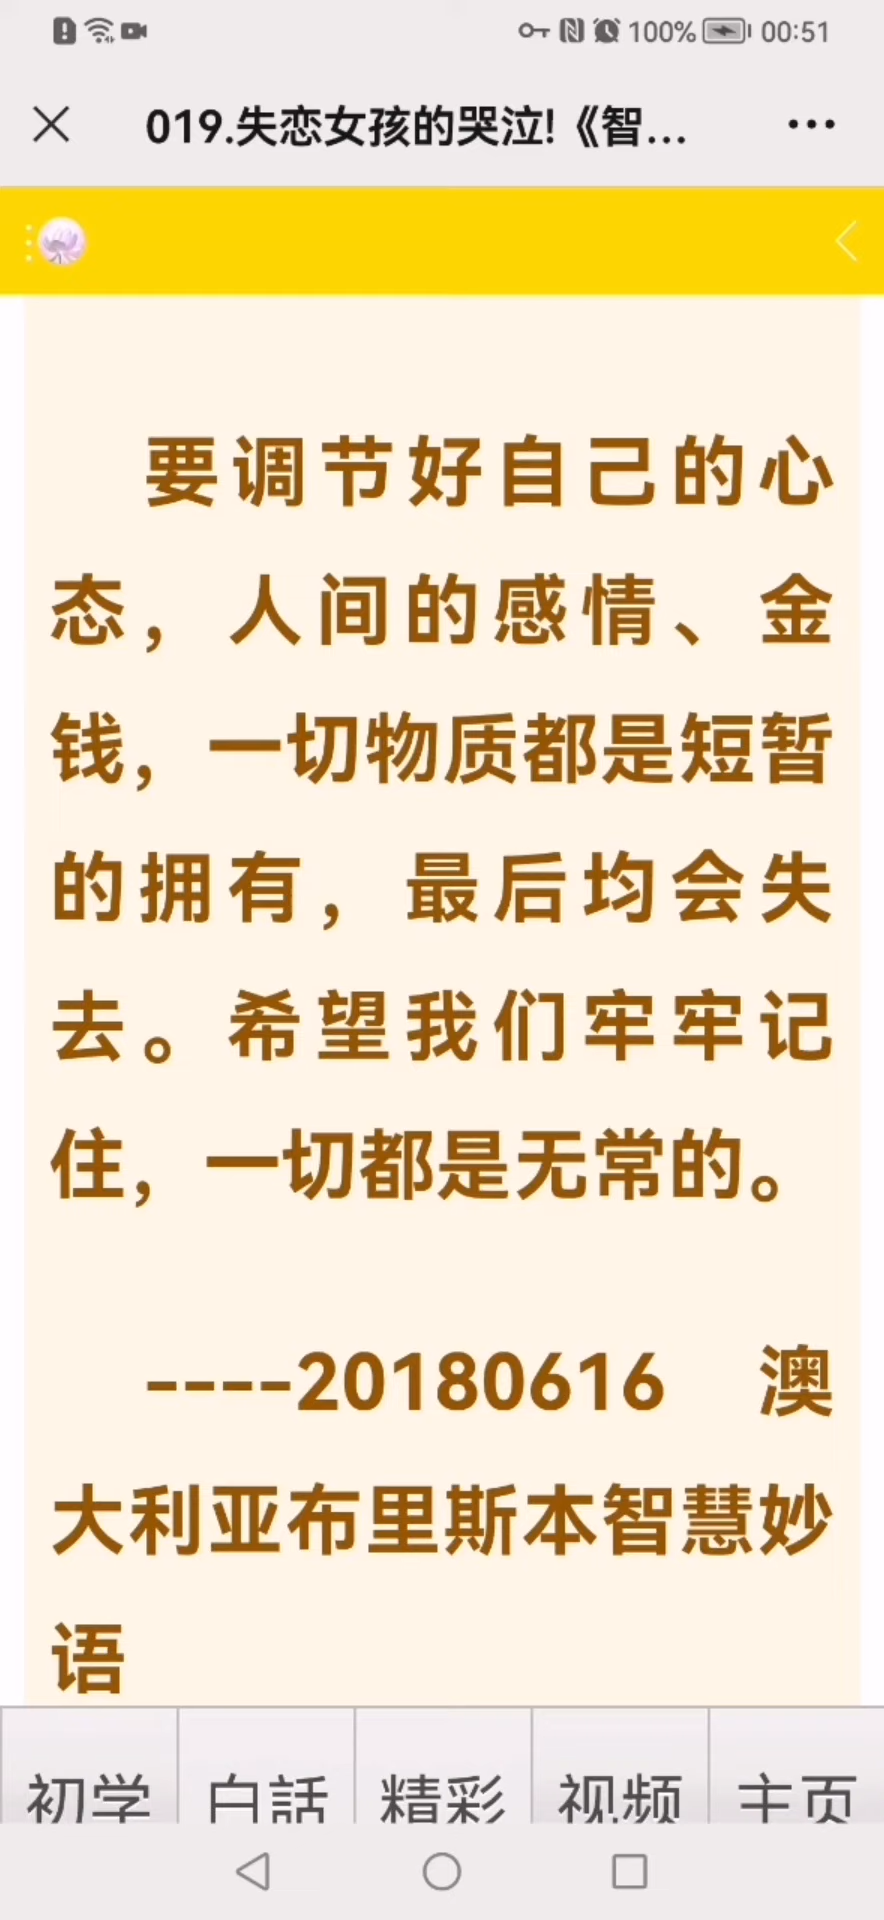 100% 00:51
019.失恋女孩的哭泣!《智...
要调节好自己的心
态，人间的感情、金
钱，一切物质都是短暂
的拥有，最后均会失
去。希望我们牢牢记
住，一切都是无常的。
----20180616 澳
大利亚布里斯本智慧妙
语
初学 白話 精彩 视频 主页